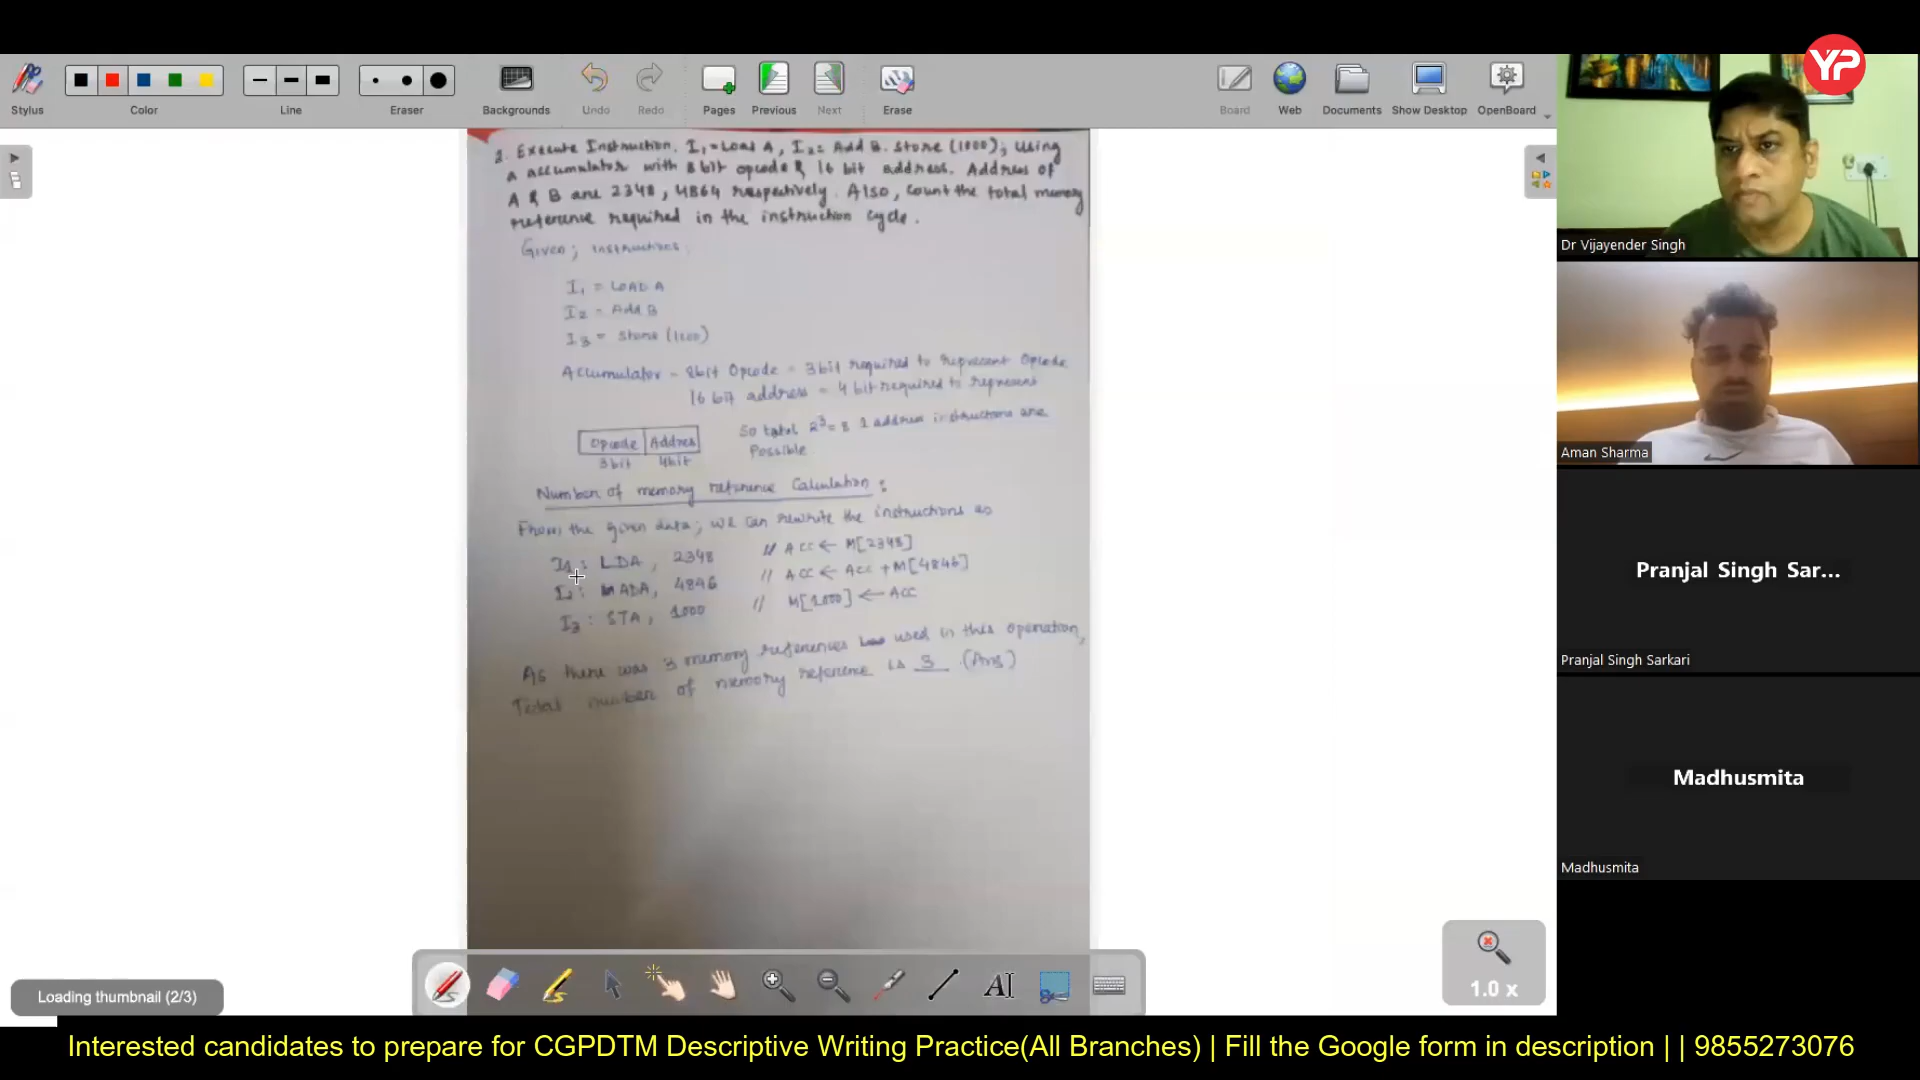 YP
Stylus
Color
Line
Eraser
Backgrounds
Undo
Redo
Pages
Previous
Next
Erase
Board
Web
Documents
Show Desktop
OpenBoard
2. Execute Instruction. I1=Load A, I2= Add B. Store (1000); Using
a accumulator with 8 bit opcode & 16 bit address. Address of
A & B are 2348, 4864 respectively. Also, count the total memory
reference required in the instruction cycle.
Given; instructions:
I1 = LOAD A
I2 = Add B
I3 = Store (1000)
Accumulator - 8bit Opcode = 3bit required to represent Opcode
16 bit address = 4 bit required to represent
Opcode Addres
3bit 4bit
So total 2³=8 1 address instructions are
Possible
Number of memory reference Calculation:
From the given data; we can rewrite the instructions as
I1: LDA, 2348 // ACC ← M[2348]
I2: ADA, 4846 // ACC ← ACC + M[4846]
I3: STA, 1000 // M[1000] ← ACC
As there was 3 memory references used in this operation,
Total number of memory reference is 3 (Ans)
Dr Vijayender Singh
Aman Sharma
Pranjal Singh Sar...
Pranjal Singh Sarkari
Madhusmita
Madhusmita
Loading thumbnail (2/3)
1.0 x
Interested candidates to prepare for CGPDTM Descriptive Writing Practice(All Branches) | Fill the Google form in description | | 9855273076